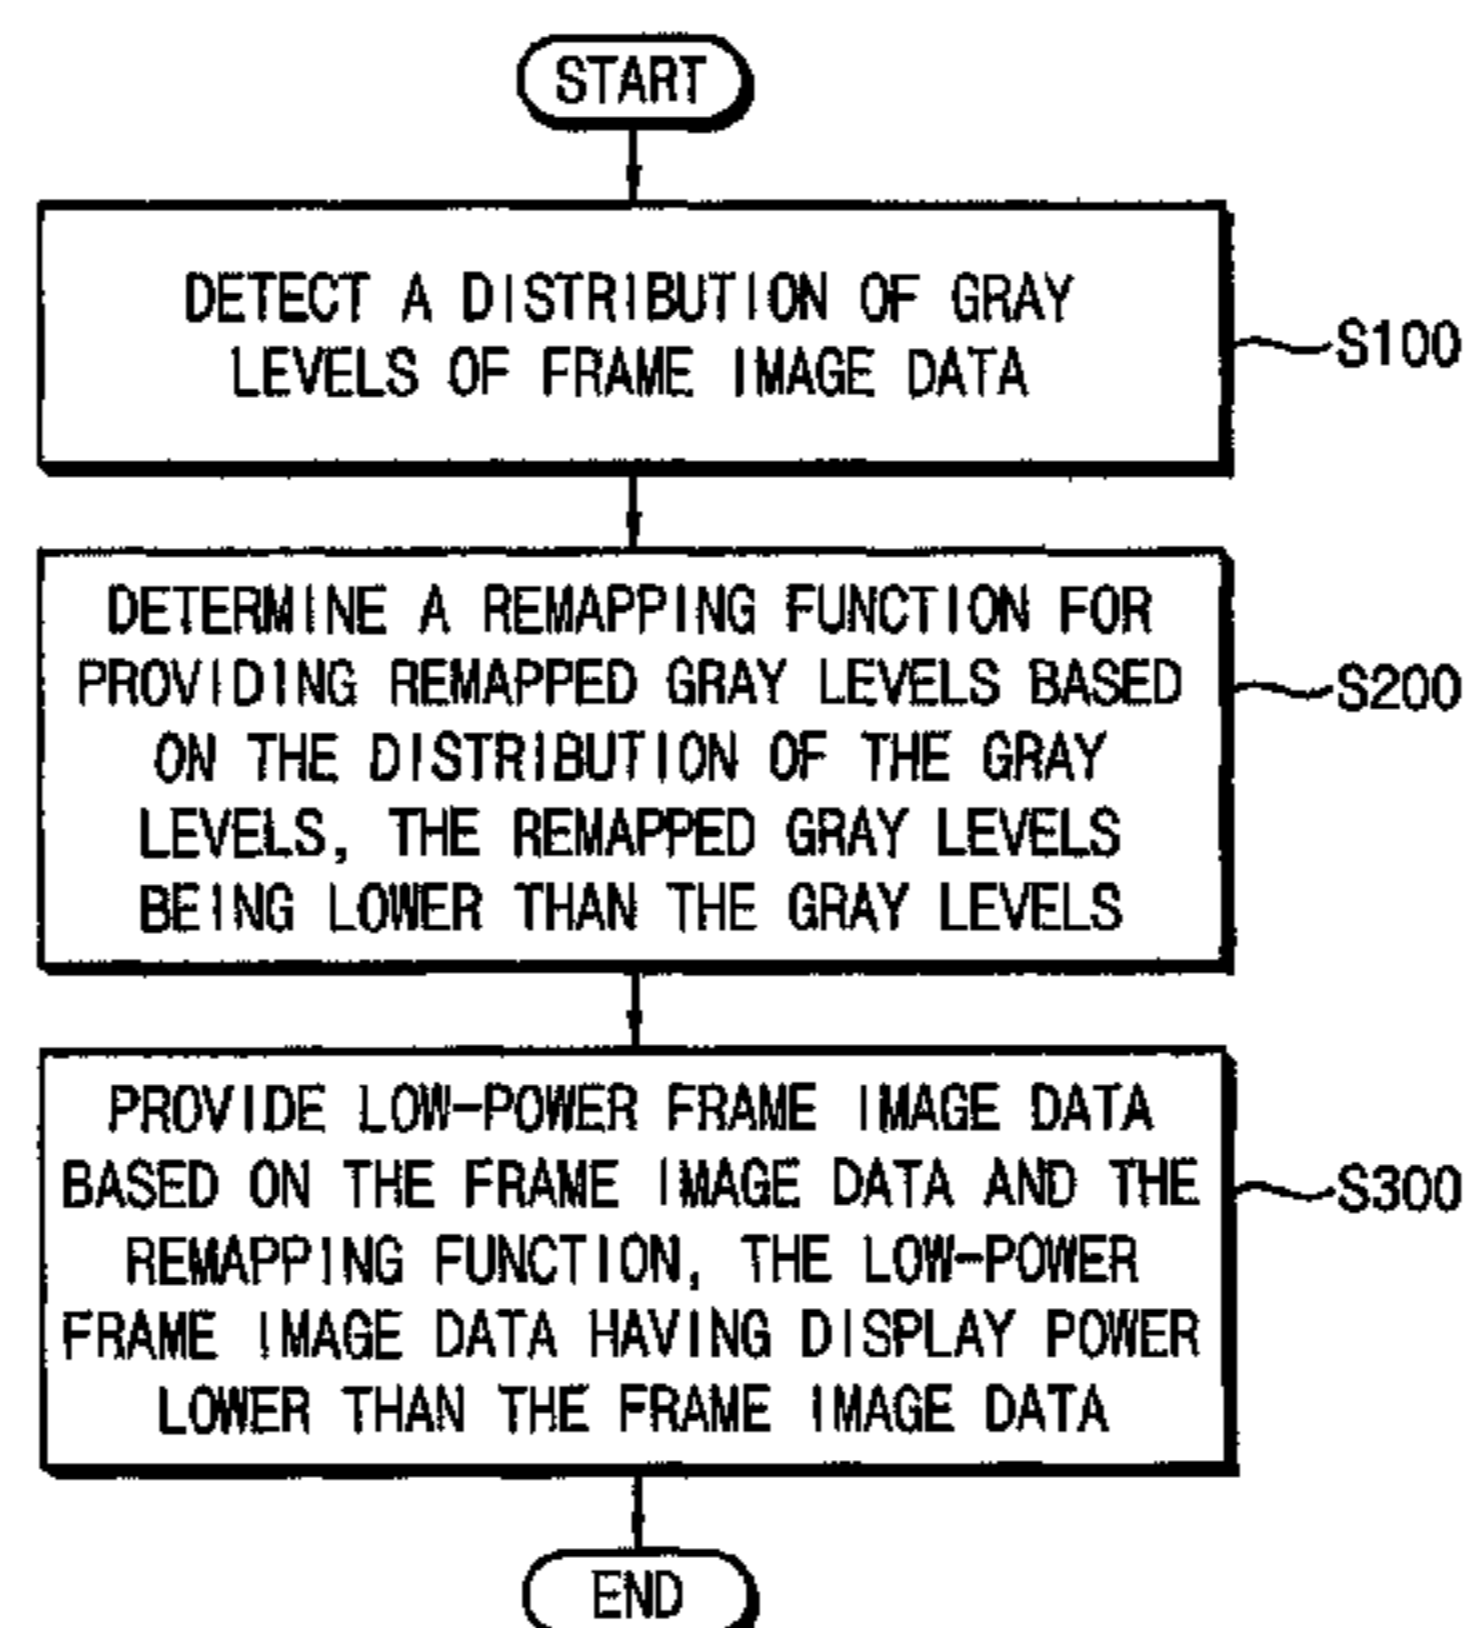 START
DETECT A DISTRIBUTION OF GRAY
LEVELS OF FRAME IMAGE DATA
S100
DETERMINE A REMAPPING FUNCTION FOR
PROVIDING REMAPPED GRAY LEVELS BASED
ON THE DISTRIBUTION OF THE GRAY
LEVELS, THE REMAPPED GRAY LEVELS
BEING LOWER THAN THE GRAY LEVELS
S200
PROVIDE LOW-POWER FRAME IMAGE DATA
BASED ON THE FRAME IMAGE DATA AND THE
REMAPPING FUNCTION, THE LOW-POWER
FRAME IMAGE DATA HAVING DISPLAY POWER
LOWER THAN THE FRAME IMAGE DATA
S300
END